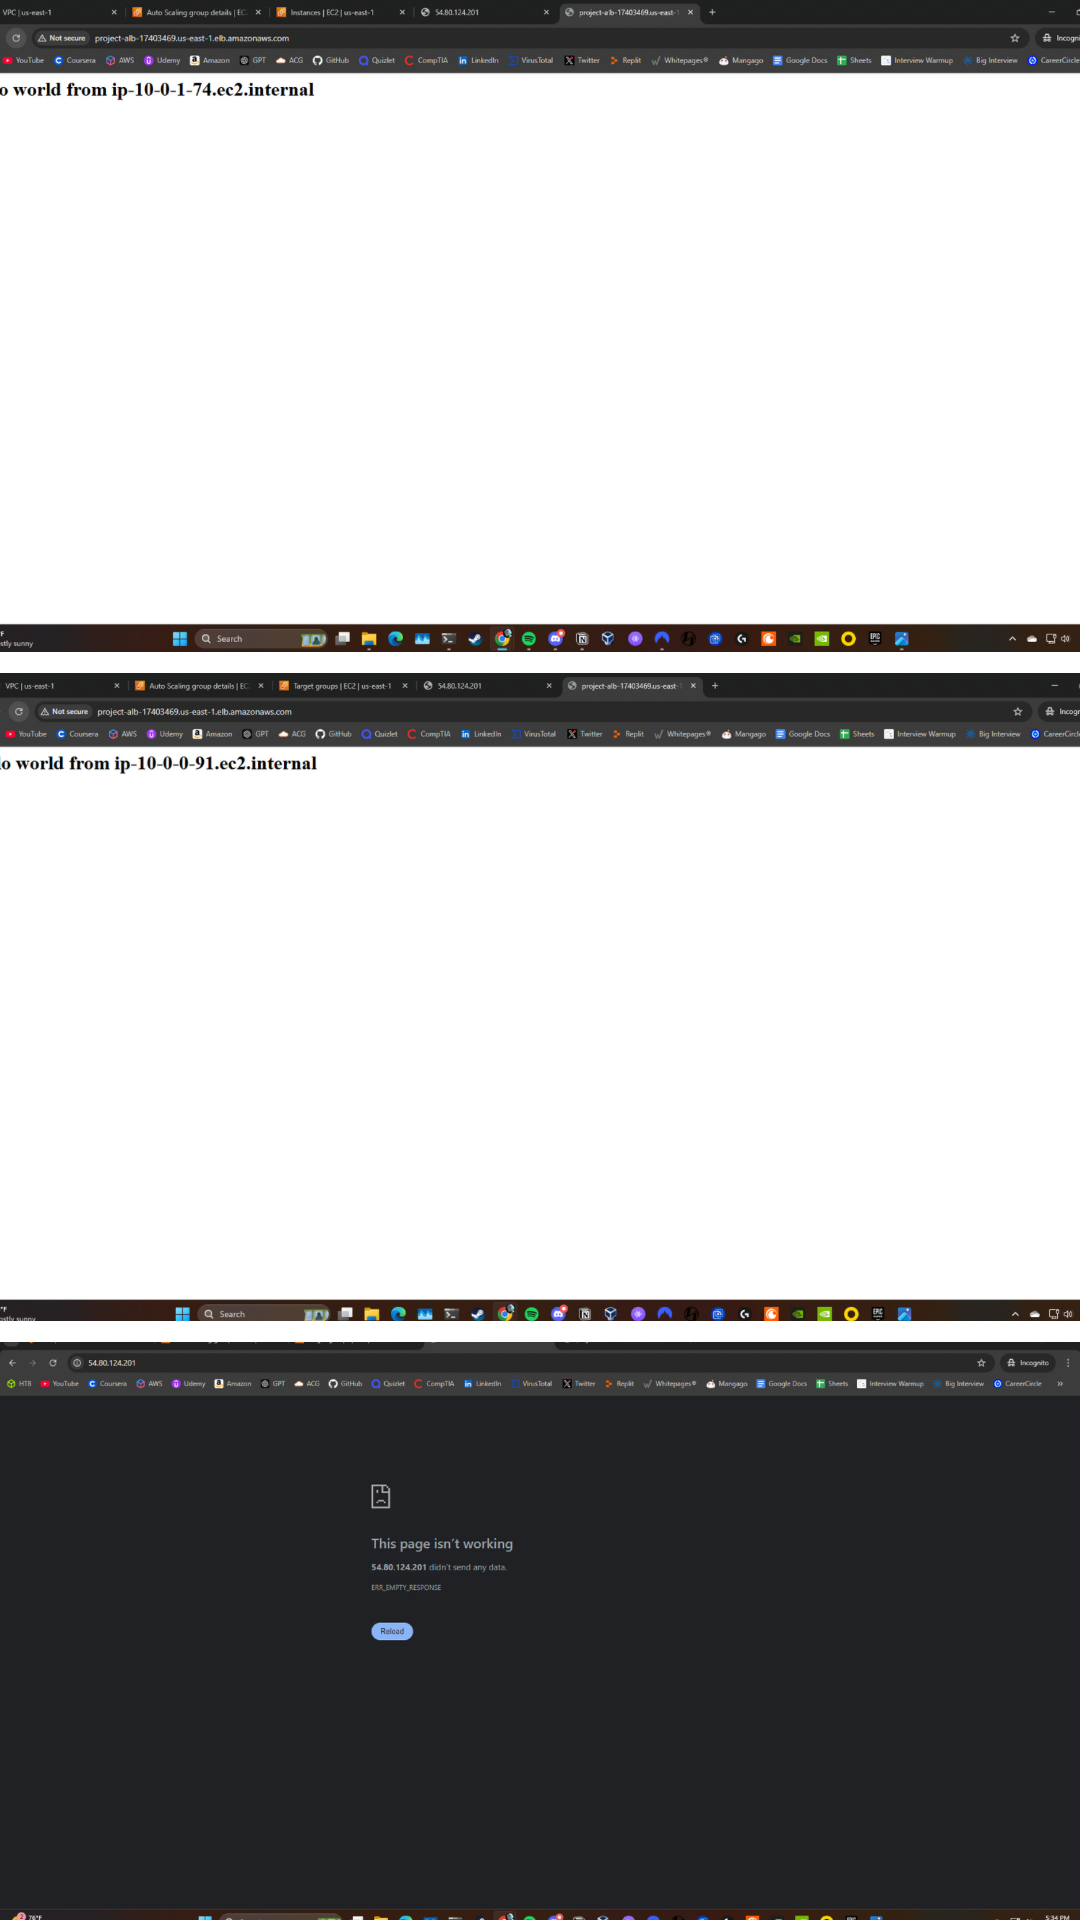 VPC | us-east-1 Auto Scaling group details | EC Instances | EC2 | us-east-1 54.80.124.201 project-alb-17403469.us-east-1
Not secure project-alb-17403469.us-east-1.elb.amazonaws.com Incogni
YouTube Coursera AWS Udemy Amazon GPT ACG GitHub Quizlet CompTIA LinkedIn VirusTotal Twitter Replit Whitepages® Mangago Google Docs Sheets Interview Warmup Big Interview CareerCircle
o world from ip-10-0-1-74.ec2.internal
°F
stly sunny
Search
VPC | us-east-1 Auto Scaling group details | EC Target groups | EC2 | us-east-1 54.80.124.201 project-alb-17403469.us-east-1
Not secure project-alb-17403469.us-east-1.elb.amazonaws.com Incogn
YouTube Coursera AWS Udemy Amazon GPT ACG GitHub Quizlet CompTIA LinkedIn VirusTotal Twitter Replit Whitepages® Mangago Google Docs Sheets Interview Warmup Big Interview CareerCircle
lo world from ip-10-0-0-91.ec2.internal
°F
ostly sunny
Search
54.80.124.201 Incognito
HTB YouTube Coursera AWS Udemy Amazon GPT ACG GitHub Quizlet CompTIA LinkedIn VirusTotal Twitter Replit Whitepages® Mangago Google Docs Sheets Interview Warmup Big Interview CareerCircle »
This page isn't working
54.80.124.201 didn't send any data.
ERR_EMPTY_RESPONSE
Reload
2 76°F
5:34 PM